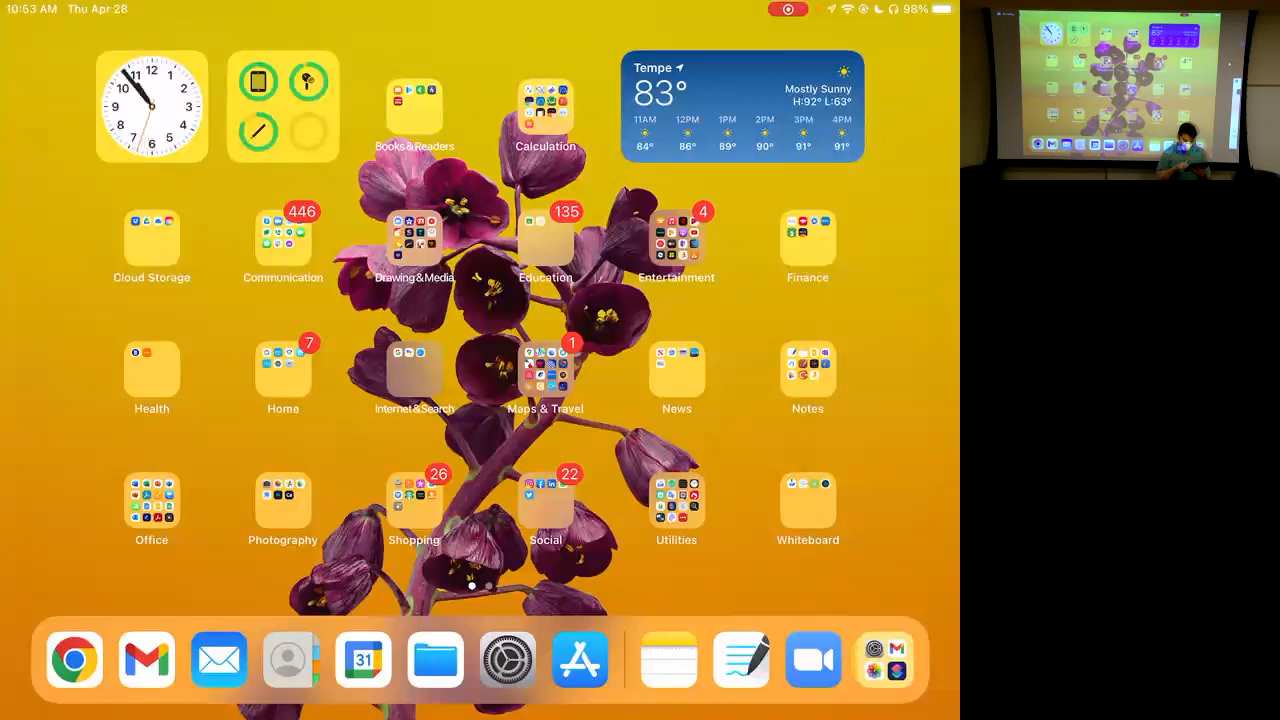 10:53 AM Thu Apr 28
98%
12
1
2
3
4
5
6
7
8
9
10
11
Tempe
83°
Mostly Sunny
H:92° L:63°
11AM 12PM 1PM 2PM 3PM 4PM
84° 86° 89° 90° 91° 91°
Books&Readers
Calculation
446
135
4
Cloud Storage
Communication
Drawing&Media
Education
Entertainment
Finance
7
1
Health
Home
Internet&Search
Maps & Travel
News
Notes
26
22
Office
Photography
Shopping
Social
Utilities
Whiteboard
31